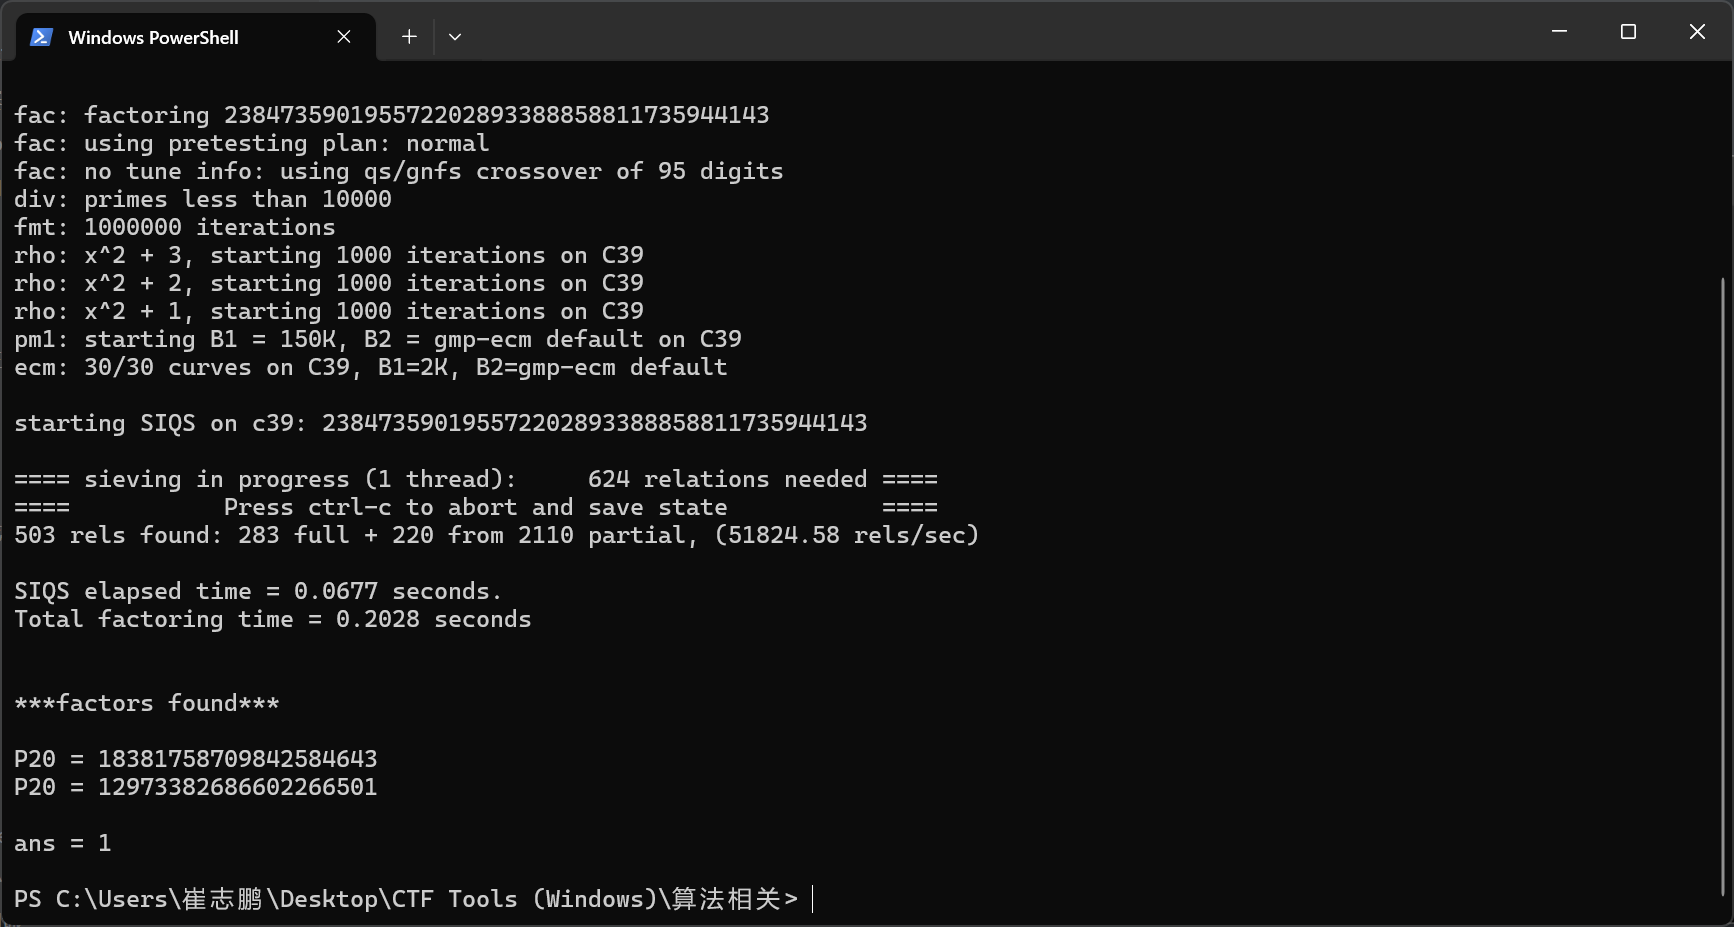 Windows PowerShell
fac: factoring 238473590195572202893388858811735944143
fac: using pretesting plan: normal
fac: no tune info: using qs/gnfs crossover of 95 digits
div: primes less than 10000
fmt: 1000000 iterations
rho: x^2 + 3, starting 1000 iterations on C39
rho: x^2 + 2, starting 1000 iterations on C39
rho: x^2 + 1, starting 1000 iterations on C39
pm1: starting B1 = 150K, B2 = gmp-ecm default on C39
ecm: 30/30 curves on C39, B1=2K, B2=gmp-ecm default
starting SIQS on c39: 238473590195572202893388858811735944143
==== sieving in progress (1 thread):     624 relations needed ====
====           Press ctrl-c to abort and save state           ====
503 rels found: 283 full + 220 from 2110 partial, (51824.58 rels/sec)
SIQS elapsed time = 0.0677 seconds.
Total factoring time = 0.2028 seconds
***factors found***
P20 = 18381758709842584643
P20 = 12973382686602266501
ans = 1
PS C:\Users\崔志鹏\Desktop\CTF Tools (Windows)\算法相关>